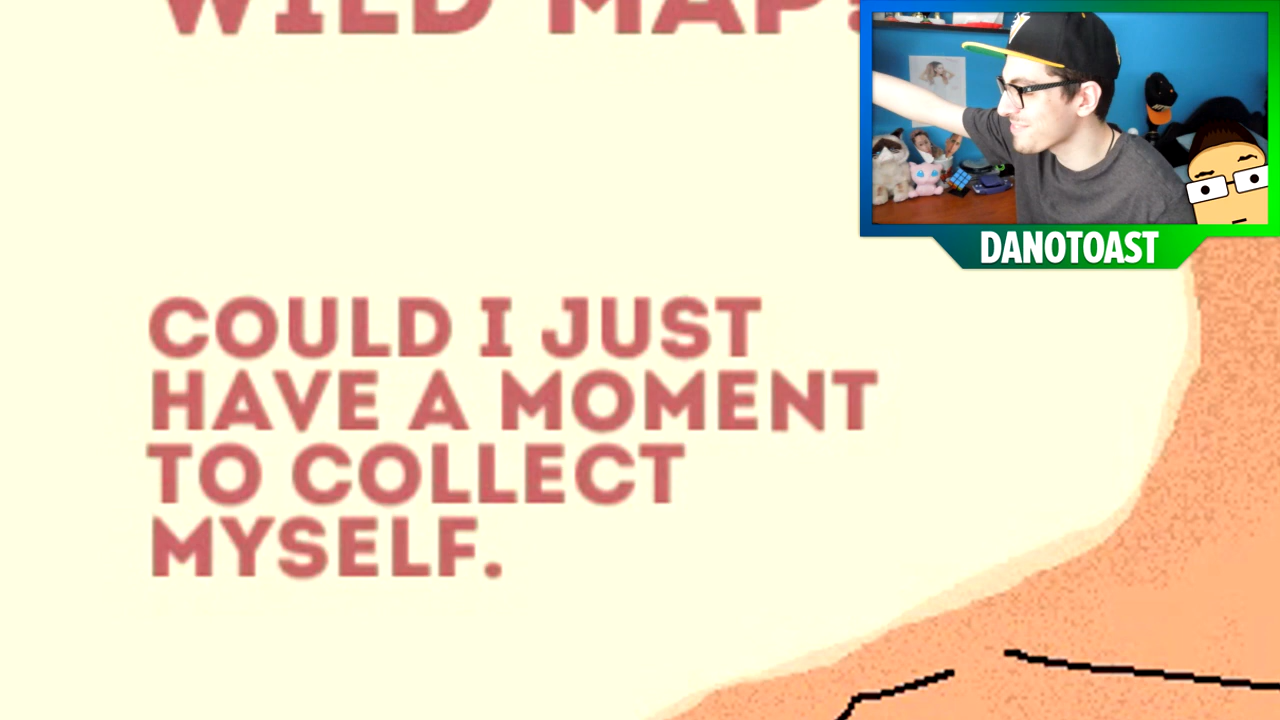 WILD MAP!
DANOTOAST
COULD I JUST
HAVE A MOMENT
TO COLLECT
MYSELF.